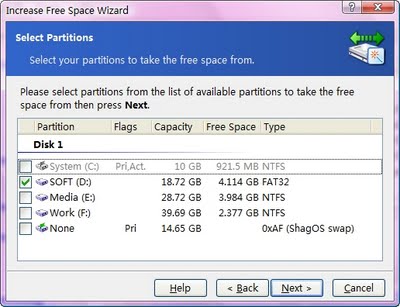 Increase Free Space Wizard
Select Partitions
Select your partitions to take the free space from.
Please select partitions from the list of available partitions to take the free
space from then press Next.
Partition Flags Capacity Free Space Type
Disk 1
System (C:) Pri,Act. 10 GB 921.5 MB NTFS
SOFT (D:) 18.72 GB 4.114 GB FAT32
Media (E:) 28.72 GB 3.984 GB NTFS
Work (F:) 39.69 GB 2.377 GB NTFS
None Pri 14.65 GB 0xAF (ShagOS swap)
Help < Back Next > Cancel